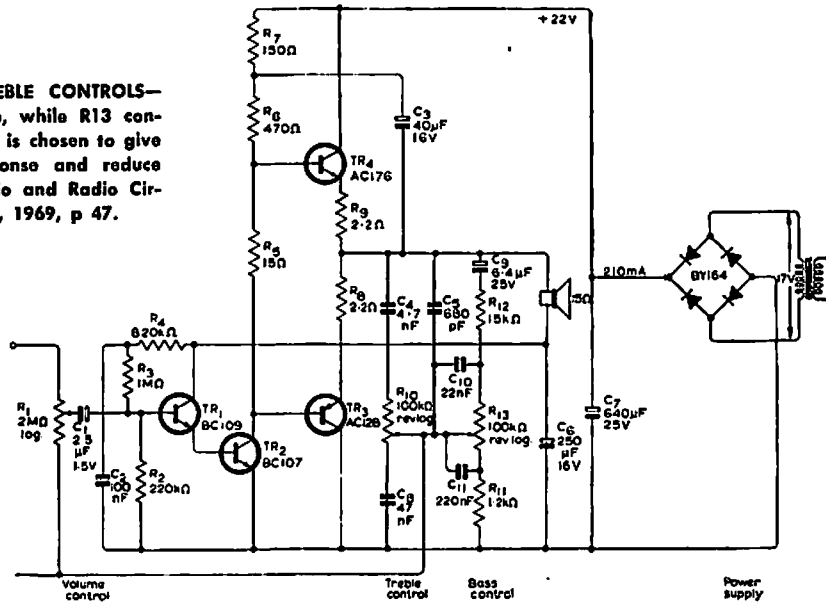 EBLE CONTROLS—
, while R13 con-
is chosen to give
onse and reduce
io and Radio Cir-
, 1969, p 47.
+22V
R7
150Ω
R6
470Ω
C3
40µF
16V
TR4
AC176
R9
2·2Ω
R5
15Ω
R8
2·2Ω
C4
4·7
nF
C5
680
pF
C9
6·4µF
25V
R12
15kΩ
15Ω
210mA
BY164
17V
R4
820kΩ
R3
1MΩ
R1
2MΩ
log
C1
2·5
µF
1·5V
TR1
BC109
TR2
BC107
TR3
AC128
C10
22nF
R10
100kΩ
revlog
R13
100kΩ
revlog.
C6
250
µF
16V
C7
640µF
25V
C2
100
nF
R2
220kΩ
C8
47
nF
C11
220nF
R11
1·2kΩ
Volume
control
Treble
control
Bass
control
Power
supply